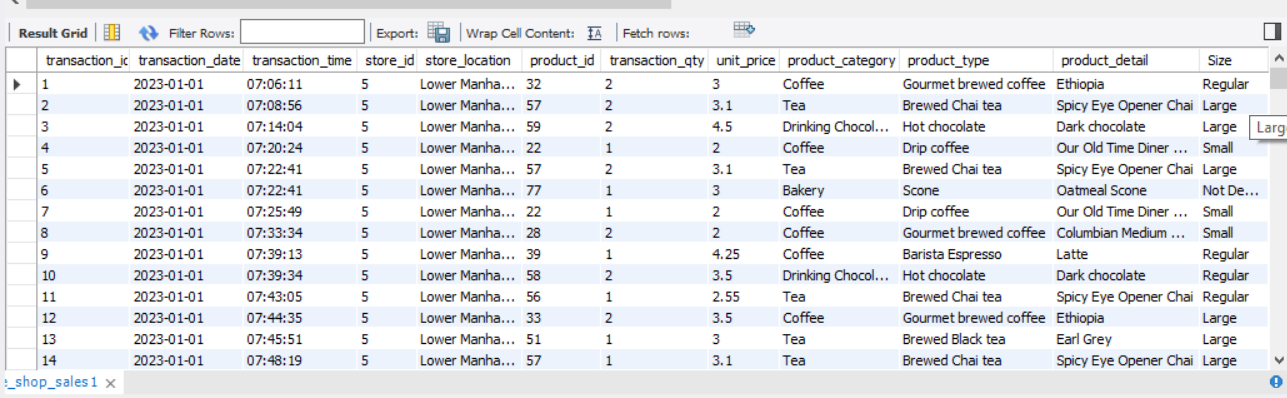 Result Grid Filter Rows: Export: Wrap Cell Content: Fetch rows:
transaction_id transaction_date transaction_time store_id store_location product_id transaction_qty unit_price product_category product_type product_detail Size
1 2023-01-01 07:06:11 5 Lower Manha... 32 2 3 Coffee Gourmet brewed coffee Ethiopia Regular
2 2023-01-01 07:08:56 5 Lower Manha... 57 2 3.1 Tea Brewed Chai tea Spicy Eye Opener Chai Large
3 2023-01-01 07:14:04 5 Lower Manha... 59 2 4.5 Drinking Chocol... Hot chocolate Dark chocolate Large Larg
4 2023-01-01 07:20:24 5 Lower Manha... 22 1 2 Coffee Drip coffee Our Old Time Diner ... Small
5 2023-01-01 07:22:41 5 Lower Manha... 57 2 3.1 Tea Brewed Chai tea Spicy Eye Opener Chai Large
6 2023-01-01 07:22:41 5 Lower Manha... 77 1 3 Bakery Scone Oatmeal Scone Not De...
7 2023-01-01 07:25:49 5 Lower Manha... 22 1 2 Coffee Drip coffee Our Old Time Diner ... Small
8 2023-01-01 07:33:34 5 Lower Manha... 28 2 2 Coffee Gourmet brewed coffee Columbian Medium ... Small
9 2023-01-01 07:39:13 5 Lower Manha... 39 1 4.25 Coffee Barista Espresso Latte Regular
10 2023-01-01 07:39:34 5 Lower Manha... 58 2 3.5 Drinking Chocol... Hot chocolate Dark chocolate Regular
11 2023-01-01 07:43:05 5 Lower Manha... 56 1 2.55 Tea Brewed Chai tea Spicy Eye Opener Chai Regular
12 2023-01-01 07:44:35 5 Lower Manha... 33 2 3.5 Coffee Gourmet brewed coffee Ethiopia Large
13 2023-01-01 07:45:51 5 Lower Manha... 51 1 3 Tea Brewed Black tea Earl Grey Large
14 2023-01-01 07:48:19 5 Lower Manha... 57 1 3.1 Tea Brewed Chai tea Spicy Eye Opener Chai Large
e_shop_sales1